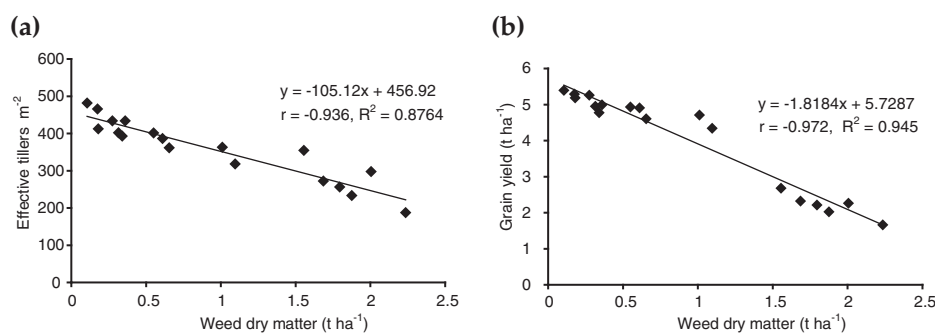 (a)
600
500
400
300
200
100
0
Effective tillers m⁻²
y = -105.12x + 456.92
r = -0.936, R² = 0.8764
0 0.5 1 1.5 2 2.5
Weed dry matter (t ha⁻¹)
(b)
6
5
4
3
2
1
0
Grain yield (t ha⁻¹)
y = -1.8184x + 5.7287
r = -0.972, R² = 0.945
0 0.5 1 1.5 2 2.5
Weed dry matter (t ha⁻¹)